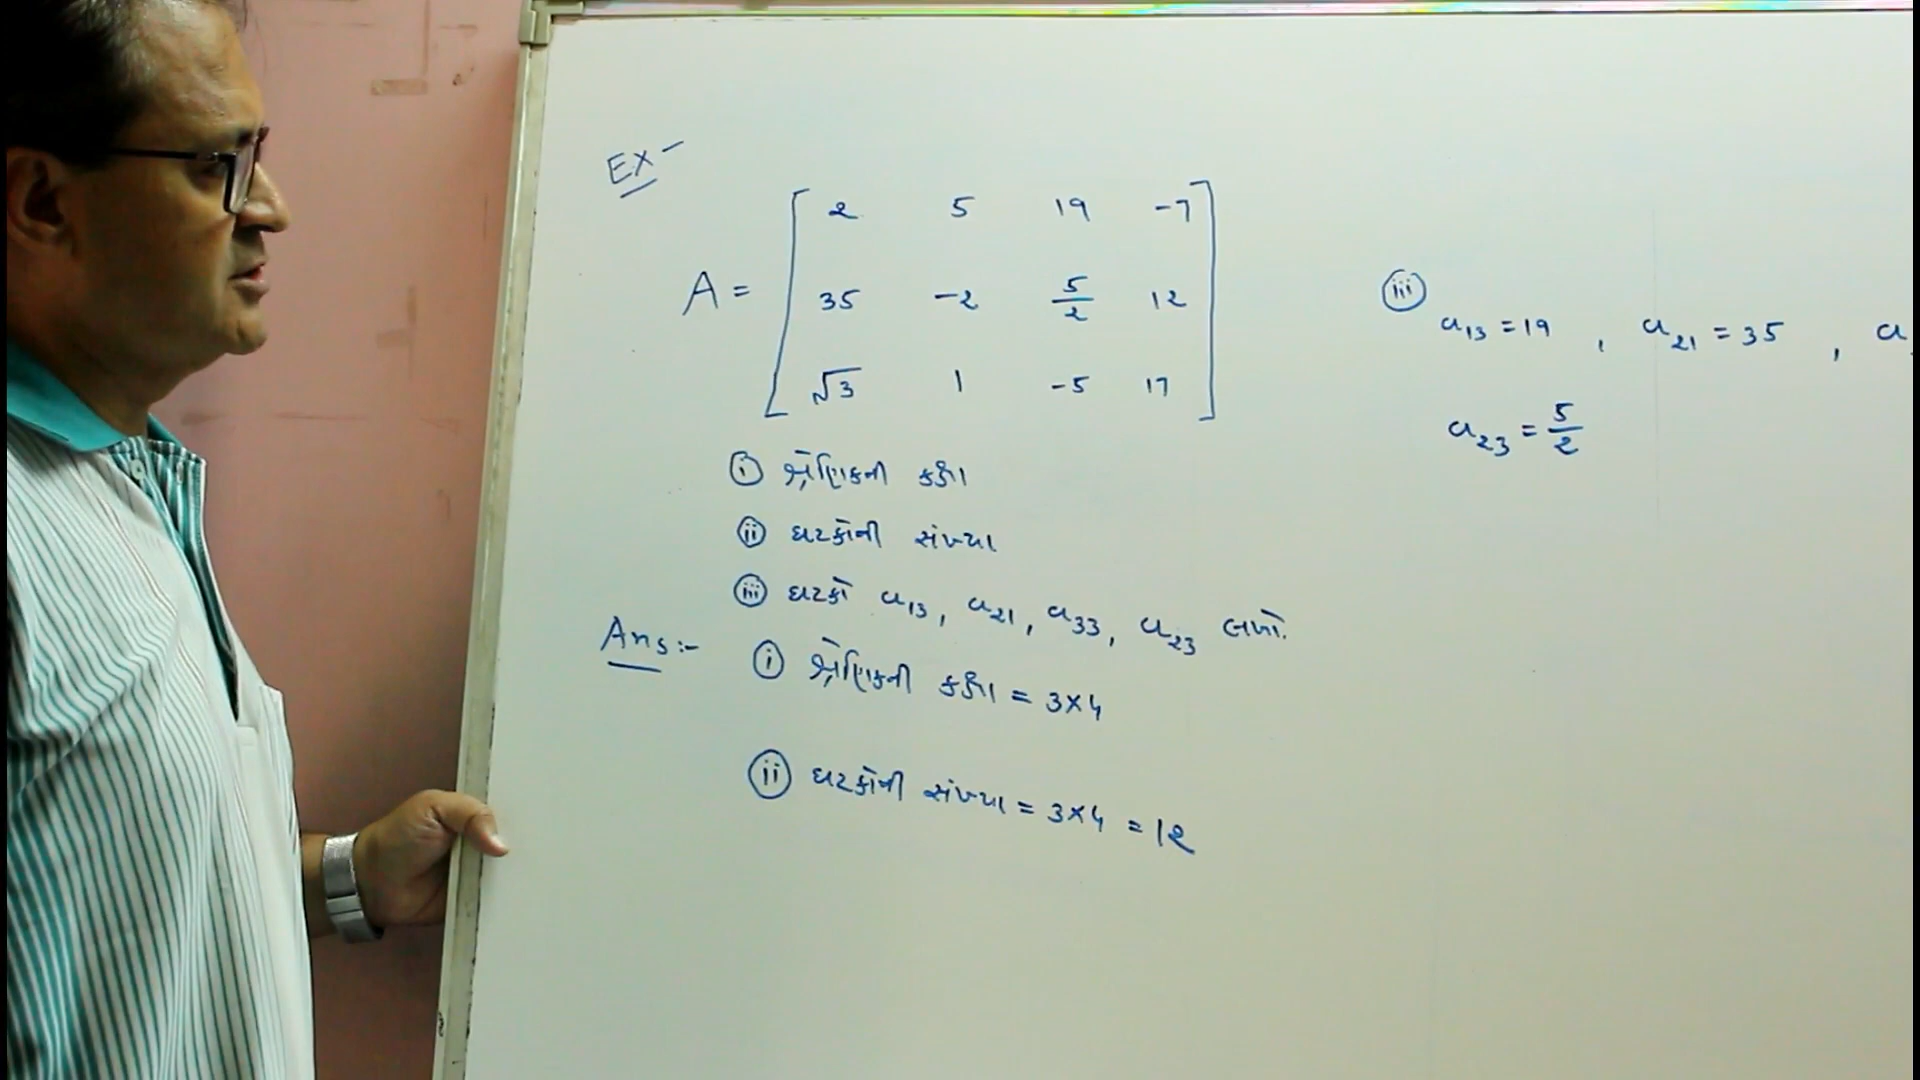 Ex-
A = [ 2 5 19 -7
35 -2 5/2 12
√3 1 -5 17 ]
(i) શ્રેણિકની કક્ષા
(ii) ઘટકોની સંખ્યા
(iii) ઘટકો a13, a21, a33, a23 લખો.
Ans:- (i) શ્રેણિકની કક્ષા = 3×4
(ii) ઘટકોની સંખ્યા = 3×4 = 12
(iii)
a13 = 19 , a21 = 35 , a
a23 = 5/2